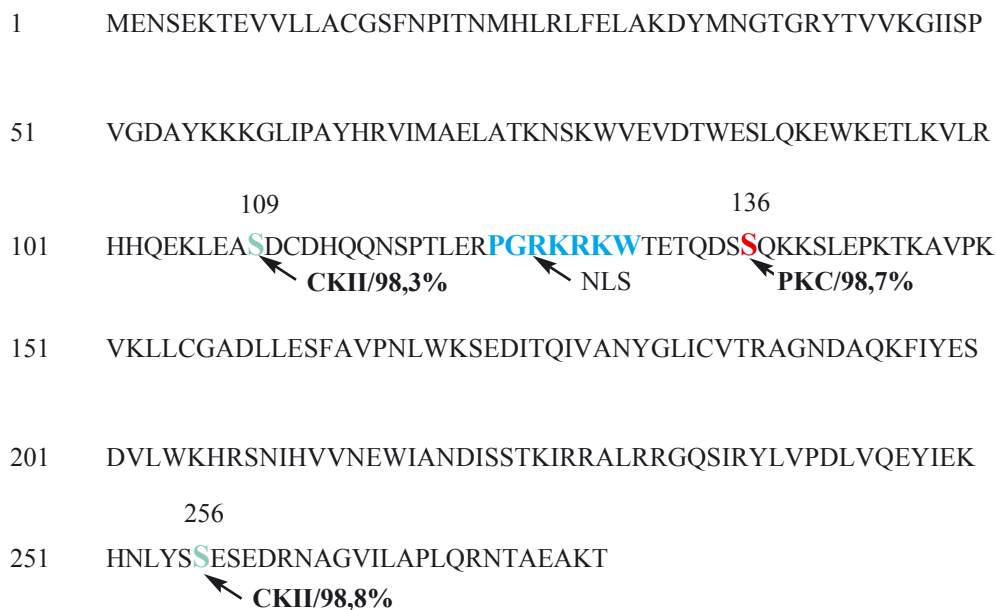 1 MENSEKTEVVLLACGSFNPITNMHLRLFELAKDYMNGTGRYTVVKGIISP
51 VGDAYKKKGLIPAYHRVIMAELATKNSKWVEVDTWESLQKEWKETLKVLR
109 136
101 HHQEKLEASDCDHQQNSPTLERPGRKRKWTETQDSSQKKSLEPKTKAVPK
CKII/98,3% NLS PKC/98,7%
151 VKLLCGADLLESFAVPNLWKSEDITQIVANYGLICVTRAGNDAQKFIYES
201 DVLWKHRSNIHVVNEWIANDISSTKIRRALRRGQSIRYLVPDLVQEYIEK
256
251 HNLYSSESEDRNAGVILAPLQRNTAEAKT
CKII/98,8%